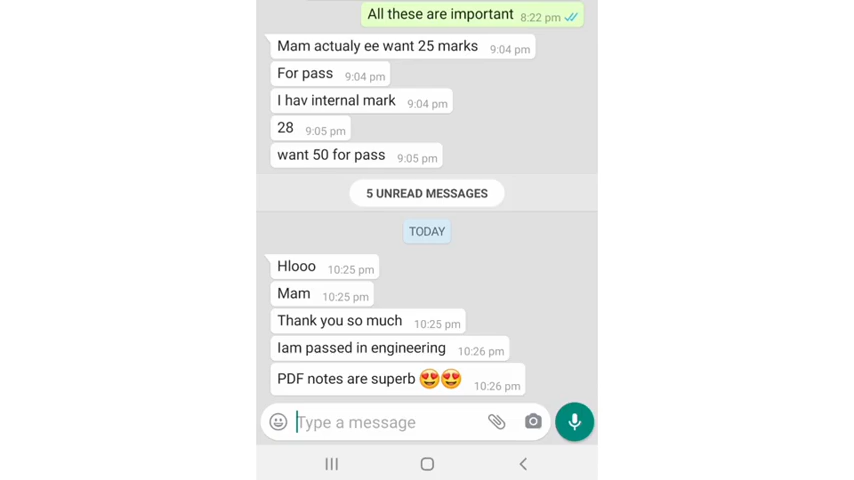 All these are important 8:22 pm
Mam actualy ee want 25 marks 9:04 pm
For pass 9:04 pm
I hav internal mark 9:04 pm
28 9:05 pm
want 50 for pass 9:05 pm
5 UNREAD MESSAGES
TODAY
Hlooo 10:25 pm
Mam 10:25 pm
Thank you so much 10:25 pm
Iam passed in engineering 10:26 pm
PDF notes are superb 😍😍 10:26 pm
Type a message